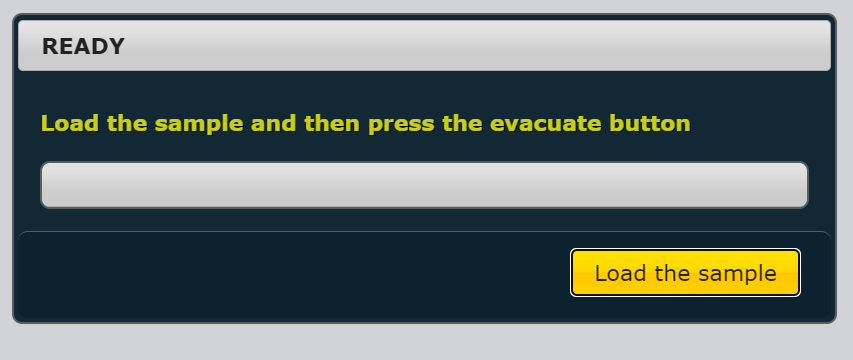 READY
Load the sample and then press the evacuate button
Load the sample